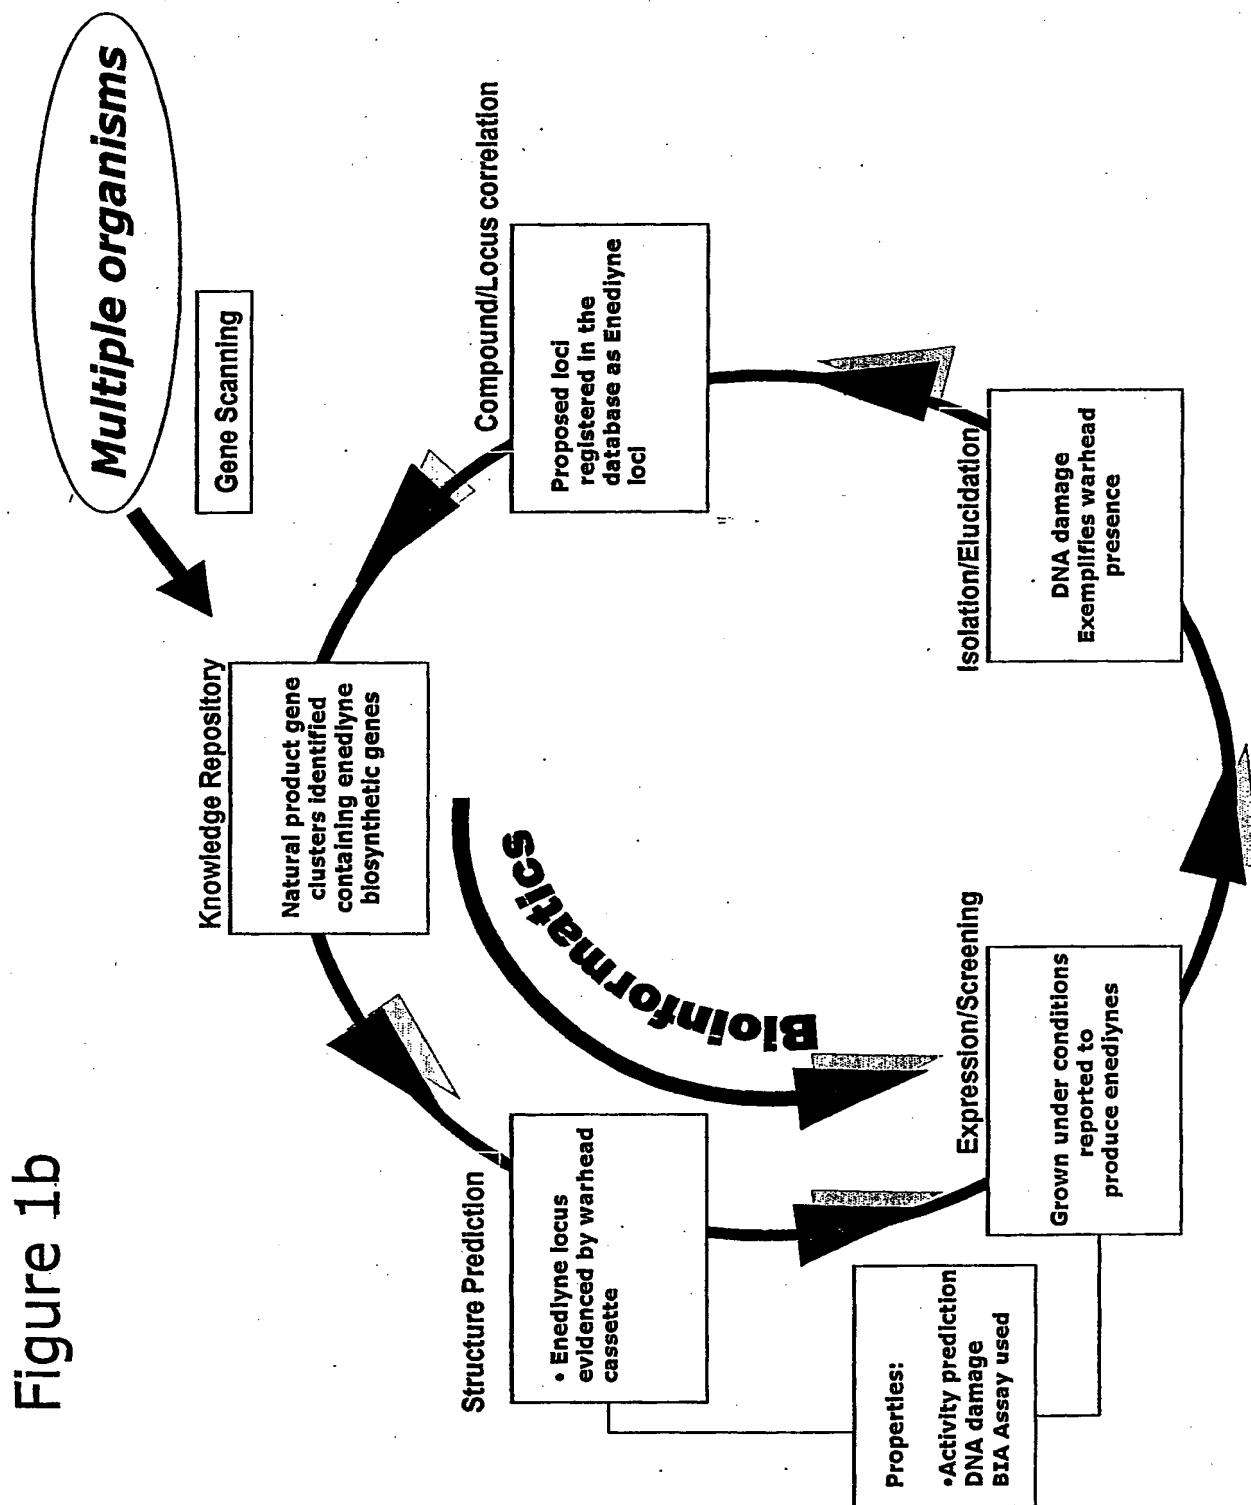 Figure 1b
Multiple organisms
Gene Scanning
Knowledge Repository
Natural product gene
clusters identified
containing enediyne
biosynthetic genes
Compound/Locus correlation
Proposed loci
registered in the
database as Enediyne
loci
Structure Prediction
• Enediyne locus
evidenced by warhead
cassette
Bioinformatics
Properties:
•Activity prediction
DNA damage
BIA Assay used
Expression/Screening
Grown under conditions
reported to
produce enediynes
Isolation/Elucidation
DNA damage
Exemplifies warhead
presence